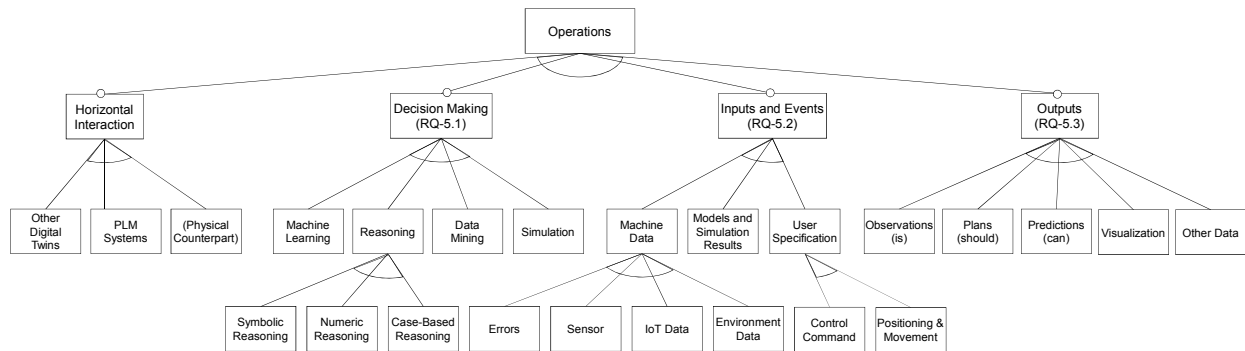 Operations
Horizontal
Interaction
Decision Making
(RQ-5.1)
Inputs and Events
(RQ-5.2)
Outputs
(RQ-5.3)
Other
Digital
Twins
PLM
Systems
(Physical
Counterpart)
Machine
Learning
Reasoning
Data
Mining
Simulation
Machine
Data
Models and
Simulation
Results
User
Specification
Observations
(is)
Plans
(should)
Predictions
(can)
Visualization
Other Data
Symbolic
Reasoning
Numeric
Reasoning
Case-Based
Reasoning
Errors
Sensor
IoT Data
Environment
Data
Control
Command
Positioning &
Movement